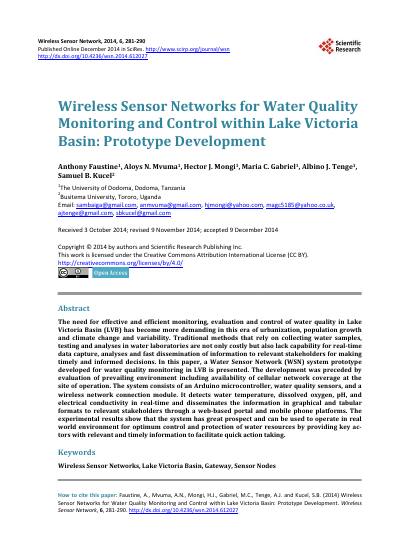 Wireless Sensor Network, 2014, 6, 281-290
Published Online December 2014 in SciRes. http://www.scirp.org/journal/wsn
http://dx.doi.org/10.4236/wsn.2014.612027
Scientific
Research
Wireless Sensor Networks for Water Quality
Monitoring and Control within Lake Victoria
Basin: Prototype Development
Anthony Faustine¹, Aloys N. Mvuma¹, Hector J. Mongi¹, Maria C. Gabriel¹, Albino J. Tenge¹,
Samuel B. Kucel²
¹The University of Dodoma, Dodoma, Tanzania
²Busitema University, Tororo, Uganda
Email: sambaiga@gmail.com, anmvuma@gmail.com, hjmongi@yahoo.com, magc5185@yahoo.co.uk,
ajtenge@gmail.com, sbkucel@gmail.com
Received 3 October 2014; revised 9 November 2014; accepted 9 December 2014
Copyright © 2014 by authors and Scientific Research Publishing Inc.
This work is licensed under the Creative Commons Attribution International License (CC BY).
http://creativecommons.org/licenses/by/4.0/
Open Access
Abstract
The need for effective and efficient monitoring, evaluation and control of water quality in Lake
Victoria Basin (LVB) has become more demanding in this era of urbanization, population growth
and climate change and variability. Traditional methods that rely on collecting water samples,
testing and analyses in water laboratories are not only costly but also lack capability for real-time
data capture, analyses and fast dissemination of information to relevant stakeholders for making
timely and informed decisions. In this paper, a Water Sensor Network (WSN) system prototype
developed for water quality monitoring in LVB is presented. The development was preceded by
evaluation of prevailing environment including availability of cellular network coverage at the
site of operation. The system consists of an Arduino microcontroller, water quality sensors, and a
wireless network connection module. It detects water temperature, dissolved oxygen, pH, and
electrical conductivity in real-time and disseminates the information in graphical and tabular
formats to relevant stakeholders through a web-based portal and mobile phone platforms. The
experimental results show that the system has great prospect and can be used to operate in real
world environment for optimum control and protection of water resources by providing key ac-
tors with relevant and timely information to facilitate quick action taking.
Keywords
Wireless Sensor Networks, Lake Victoria Basin, Gateway, Sensor Nodes
How to cite this paper: Faustine, A., Mvuma, A.N., Mongi, H.J., Gabriel, M.C., Tenge, A.J. and Kucel, S.B. (2014) Wireless
Sensor Networks for Water Quality Monitoring and Control within Lake Victoria Basin: Prototype Development. Wireless
Sensor Network, 6, 281-290. http://dx.doi.org/10.4236/wsn.2014.612027